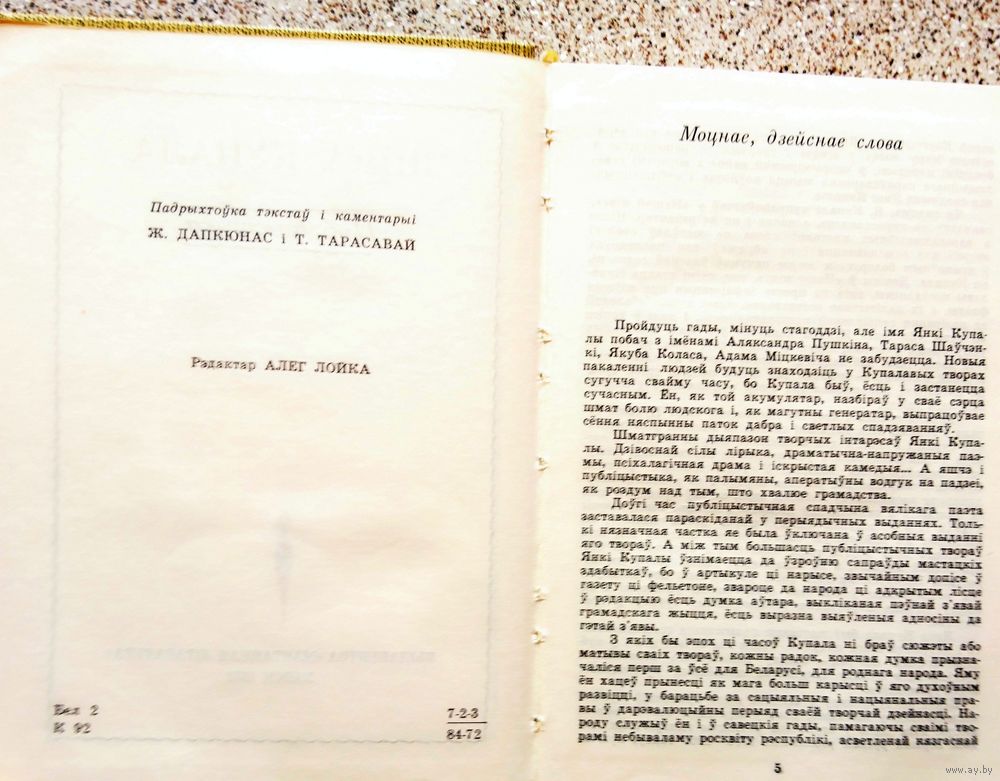 Падрыхтоўка тэкстаў і каментарыі
Ж. ДАПКЮНАС і Т. ТАРАСАВАЙ
Рэдактар АЛЕГ ЛОЙКА
Бел 2
К 92
7-2-3
84-72
Моцнае, дзейснае слова
Пройдуць гады, мінуць стагоддзі, але імя Янкі Купа-
лы побач з імёнамі Аляксандра Пушкіна, Тараса Шаўчэн-
кі, Якуба Коласа, Адама Міцкевіча не забудзецца. Новыя
пакаленні людзей будуць знаходзіць у Купалавых творах
сугучча свайму часу, бо Купала быў, ёсць і застанецца
сучасным. Ён, як той акумулятар, назбіраў у сваё сэрца
шмат болю людскога і, як магутны генератар, выпрацоўвае
сёння няспынны паток дабра і светлых спадзяванняў.
Шматгранны дыяпазон творчых інтарэсаў Янкі Купа-
лы. Дзівоснай сілы лірыка, драматычна-напружаныя паэ-
мы, псіхалагічная драма і іскрыстая камедыя... А яшчэ і
публіцыстыка, як палымяны, аператыўны водгук на падзеі,
як роздум над тым, што хвалюе грамадства.
Доўгі час публіцыстычная спадчына вялікага паэта
заставалася параскіданай у перыядычных выданнях. Толь-
кі нязначная частка яе была ўключана ў асобныя выданні
яго твораў. А між тым большасць публіцыстычных твораў
Янкі Купалы ўзнімаецца да ўзроўню сапраўды мастацкіх
здабыткаў, бо ў артыкуле ці нарысе, звычайным допісе ў
газету ці фельетоне, звароце да народа ці адкрытым лісце
ў рэдакцыю ёсць думка аўтара, выкліканая пэўнай з'явай
грамадскага жыцця, ёсць выразна выяўленыя адносіны да
гэтай з'явы.
З якіх бы эпох ці часоў Купала ні браў сюжэты або
матывы сваіх твораў, кожны радок, кожная думка прызна-
чаліся перш за ўсё для Беларусі, для роднага народа. Яму
ён хацеў прынесці як мага больш карысці ў яго духоўным
развіцці, у барацьбе за сацыяльныя і нацыянальныя пра-
вы ў дарэвалюцыйны перыяд сваёй творчай дзейнасці. На-
роду служыў ён і ў савецкія гады, памагаючы сваімі тво-
рамі небываламу росквіту рэспублікі, асветленай нязгаснай
5
www.ay.by